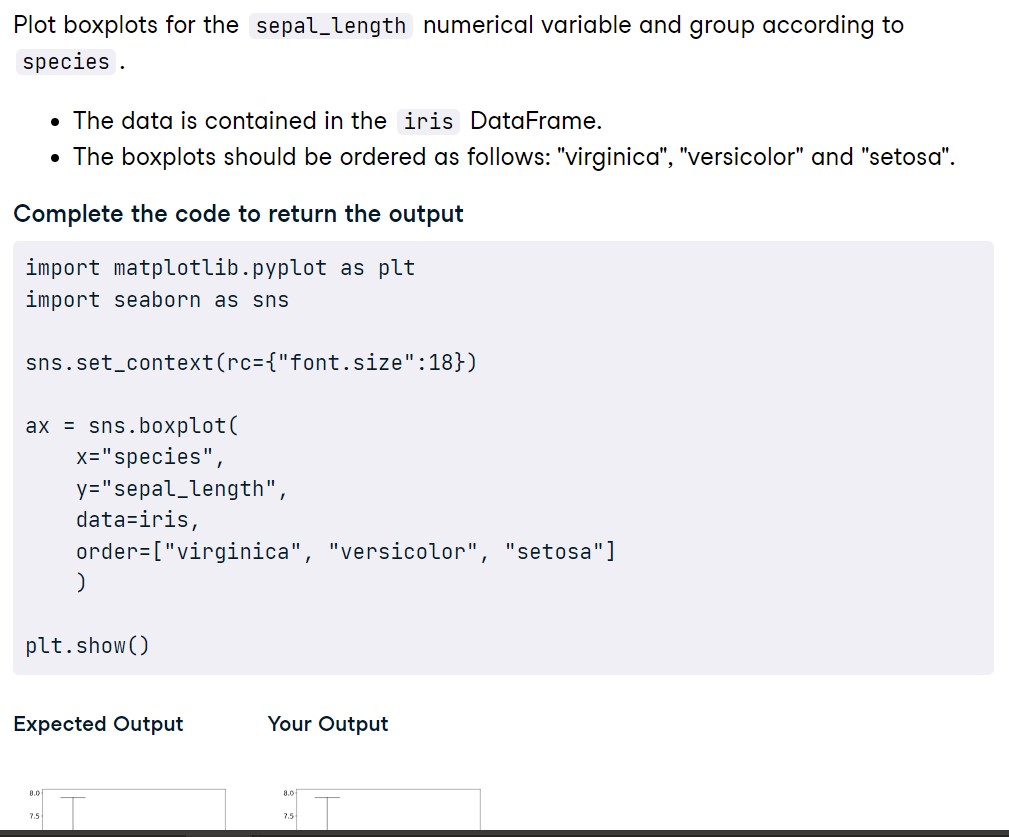 Plot boxplots for the sepal_length numerical variable and group according to
species.
• The data is contained in the iris DataFrame.
• The boxplots should be ordered as follows: "virginica", "versicolor" and "setosa".
Complete the code to return the output
import matplotlib.pyplot as plt
import seaborn as sns
sns.set_context(rc={"font.size":18})
ax = sns.boxplot(
    x="species",
    y="sepal_length",
    data=iris,
    order=["virginica", "versicolor", "setosa"]
    )
plt.show()
Expected Output    Your Output
8.0    8.0
7.5    7.5